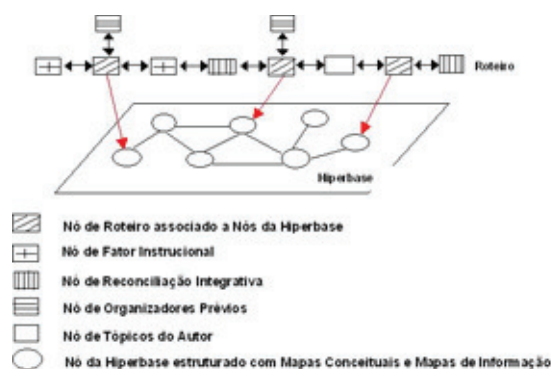 Roteiro
Hiperbase
Nó de Roteiro associado a Nós da Hiperbase
Nó de Fator Instrucional
Nó de Reconciliação Integrativa
Nó de Organizadores Prévios
Nó de Tópicos do Autor
Nó da Hiperbase estruturado com Mapas Conceituais e Mapas de Informação